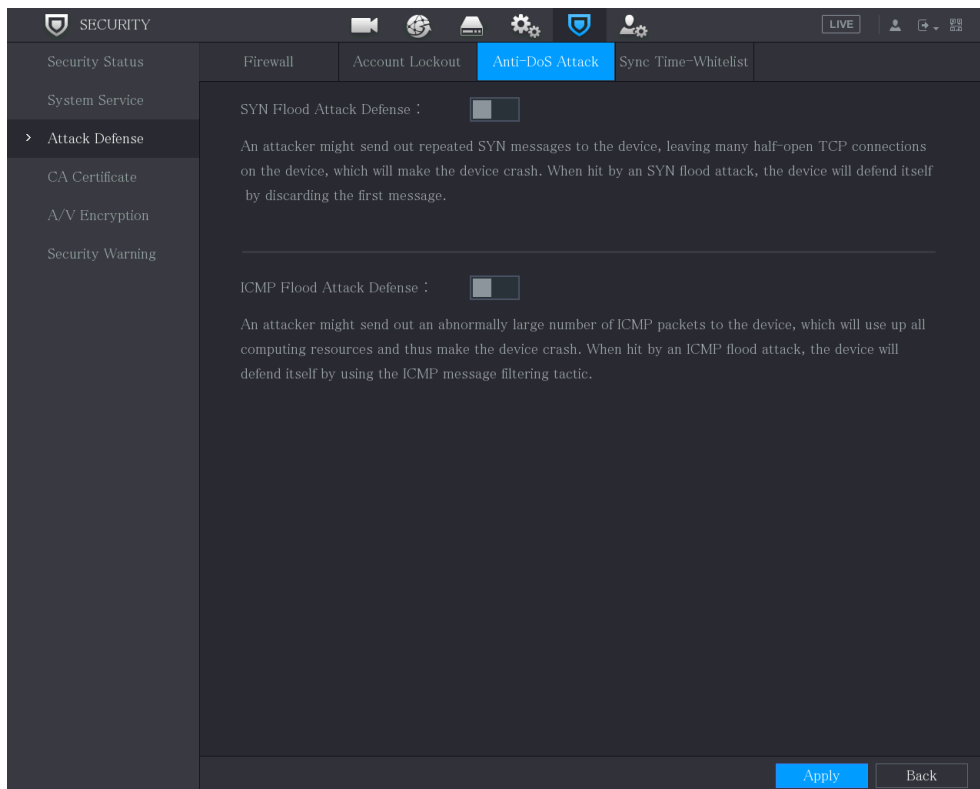 SECURITY
LIVE
Security Status
System Service
Attack Defense
CA Certificate
A/V Encryption
Security Warning
Firewall
Account Lockout
Anti-DoS Attack
Sync Time-Whitelist
SYN Flood Attack Defense :
An attacker might send out repeated SYN messages to the device, leaving many half-open TCP connections
on the device, which will make the device crash. When hit by an SYN flood attack, the device will defend itself
by discarding the first message.
ICMP Flood Attack Defense :
An attacker might send out an abnormally large number of ICMP packets to the device, which will use up all
computing resources and thus make the device crash. When hit by an ICMP flood attack, the device will
defend itself by using the ICMP message filtering tactic.
Apply
Back